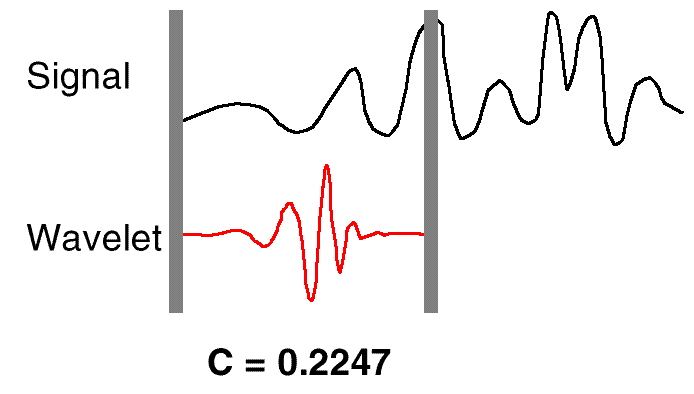 Signal
Wavelet
C = 0.2247